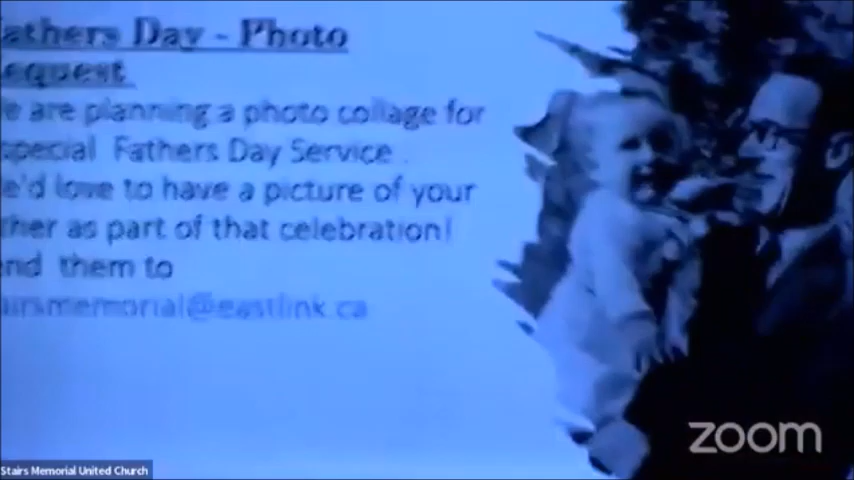 athers Day - Photo
equest
e are planning a photo collage for
special Fathers Day Service .
e'd love to have a picture of your
ther as part of that celebration!
end them to
airsmemorial@eastlink.ca
zoom
Stairs Memorial United Church